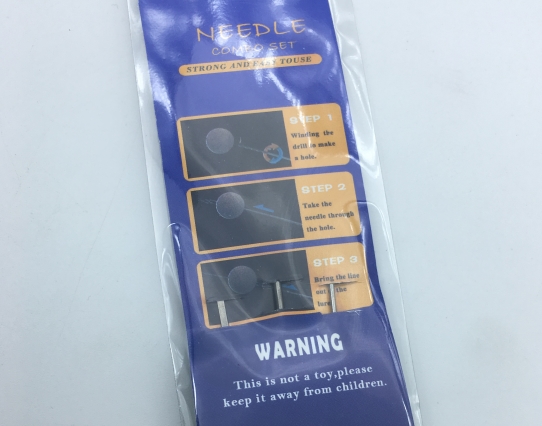 NEEDLE
COMBO SET
STRONG AND EASY TOUSE
STEP 1
Winding the
drill to make
a hole.
STEP 2
Take the
needle through
the hole.
STEP 3
Bring the line
out the
WARNING
This is not a toy,please
keep it away from children.